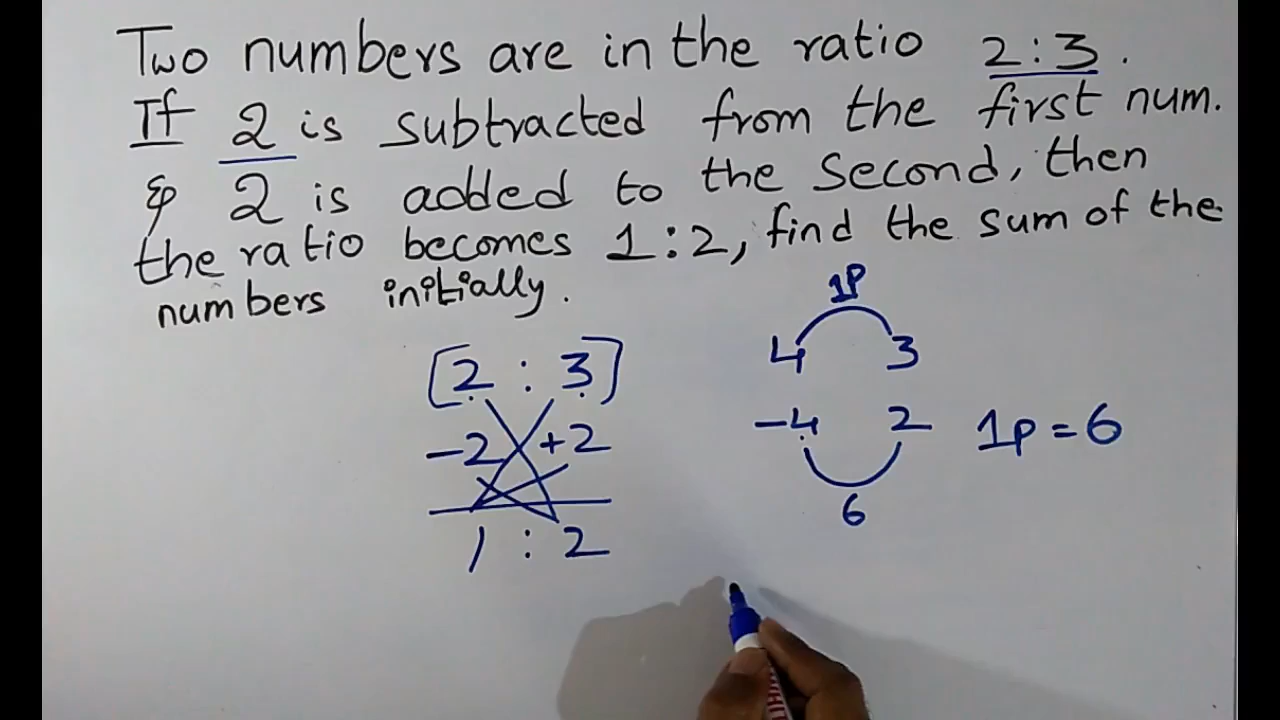 Two numbers are in the ratio 2:3.
If 2 is subtracted from the first num.
& 2 is added to the second, then
the ratio becomes 1:2, find the sum of the
numbers initially.
1P
[2 : 3]
4 3
-2 +2
-4 2 1p = 6
6
1 : 2